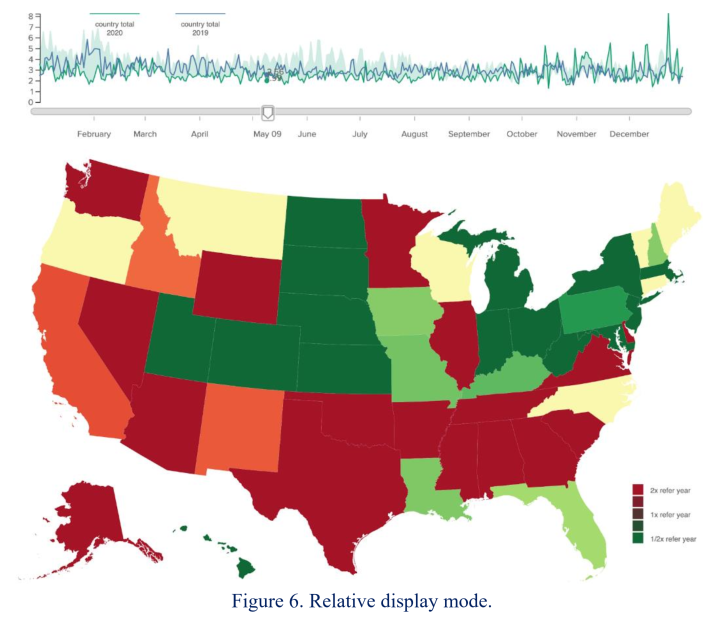 8
7
6
5
4
3
2
1
0
country total
2020
country total
2019
February
March
April
May 09
June
July
August
September
October
November
December
2x refer year
1x refer year
1/2x refer year
Figure 6. Relative display mode.